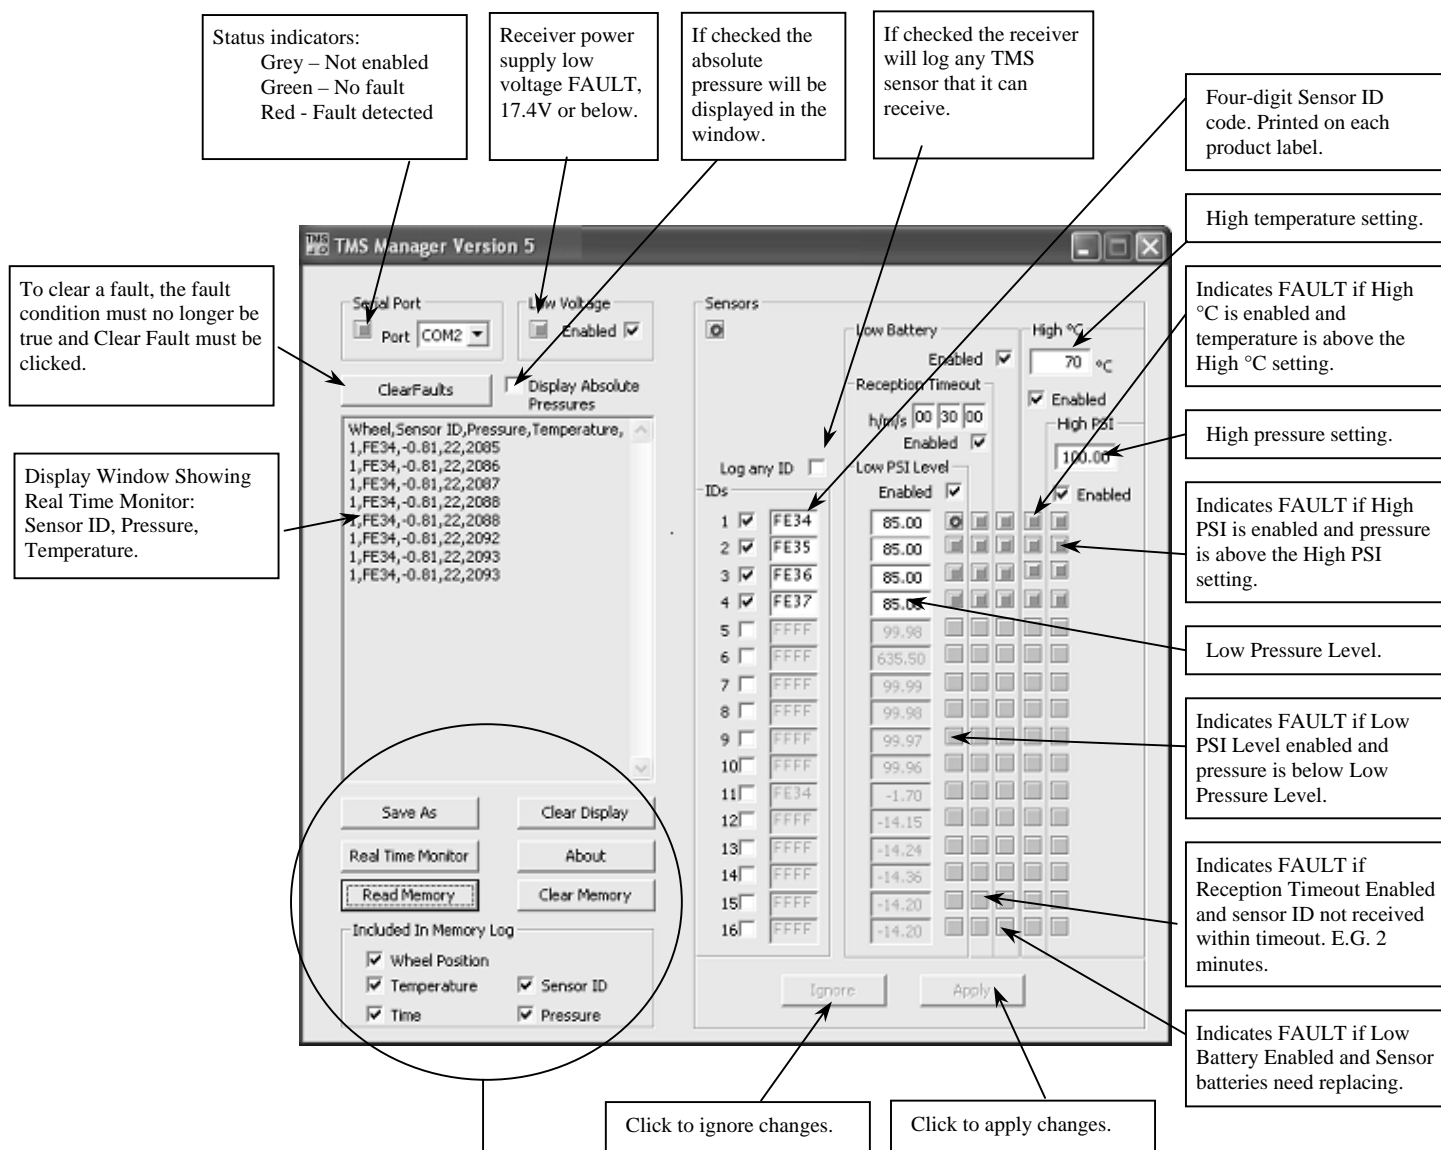 Status indicators:
Grey – Not enabled
Green – No fault
Red - Fault detected
Receiver power
supply low
voltage FAULT,
17.4V or below.
If checked the
absolute
pressure will be
displayed in the
window.
If checked the receiver
will log any TMS
sensor that it can
receive.
Four-digit Sensor ID
code. Printed on each
product label.
High temperature setting.
Indicates FAULT if High
°C is enabled and
temperature is above the
High °C setting.
High pressure setting.
Indicates FAULT if High
PSI is enabled and pressure
is above the High PSI
setting.
Low Pressure Level.
Indicates FAULT if Low
PSI Level enabled and
pressure is below Low
Pressure Level.
Indicates FAULT if
Reception Timeout Enabled
and sensor ID not received
within timeout. E.G. 2
minutes.
Indicates FAULT if Low
Battery Enabled and Sensor
batteries need replacing.
To clear a fault, the fault
condition must no longer be
true and Clear Fault must be
clicked.
Display Window Showing
Real Time Monitor:
Sensor ID, Pressure,
Temperature.
TMS Manager Version 5
Serial Port
Port COM2
Low Voltage
Enabled
ClearFaults
Display Absolute
Pressures
Wheel,Sensor ID,Pressure,Temperature,
1,FE34,-0.81,22,2085
1,FE34,-0.81,22,2086
1,FE34,-0.81,22,2087
1,FE34,-0.81,22,2088
1,FE34,-0.81,22,2088
1,FE34,-0.81,22,2092
1,FE34,-0.81,22,2093
1,FE34,-0.81,22,2093
Save As
Clear Display
Real Time Monitor
About
Read Memory
Clear Memory
Included In Memory Log
Wheel Position
Temperature
Sensor ID
Time
Pressure
Sensors
Low Battery
Enabled
High °C
70 °C
Enabled
Reception Timeout
h/m/s 00 30 00
Enabled
High PSI
100.00
Enabled
Log any ID
Low PSI Level
Enabled
IDs
1 FE34 85.00
2 FE35 85.00
3 FE36 85.00
4 FE37 85.00
5 FFFF 99.98
6 FFFF 635.50
7 FFFF 99.99
8 FFFF 99.98
9 FFFF 99.97
10 FFFF 99.96
11 FE34 -1.70
12 FFFF -14.15
13 FFFF -14.24
14 FFFF -14.36
15 FFFF -14.20
16 FFFF -14.20
Ignore
Apply
Click to ignore changes.
Click to apply changes.